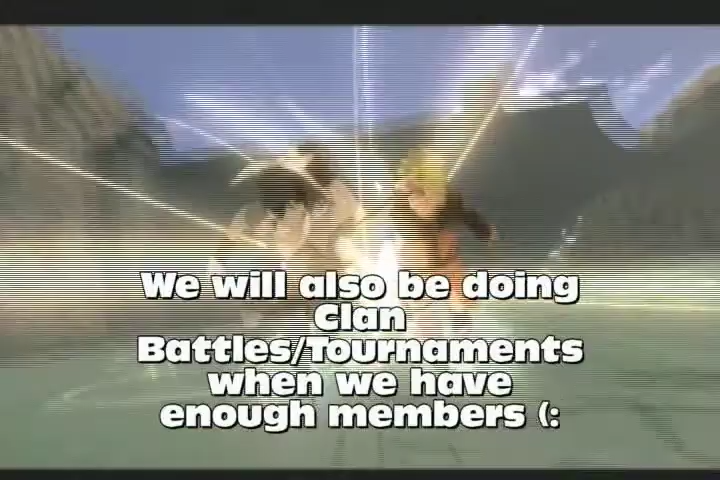 We will also be doing
Clan
Battles/Tournaments
when we have
enough members (: